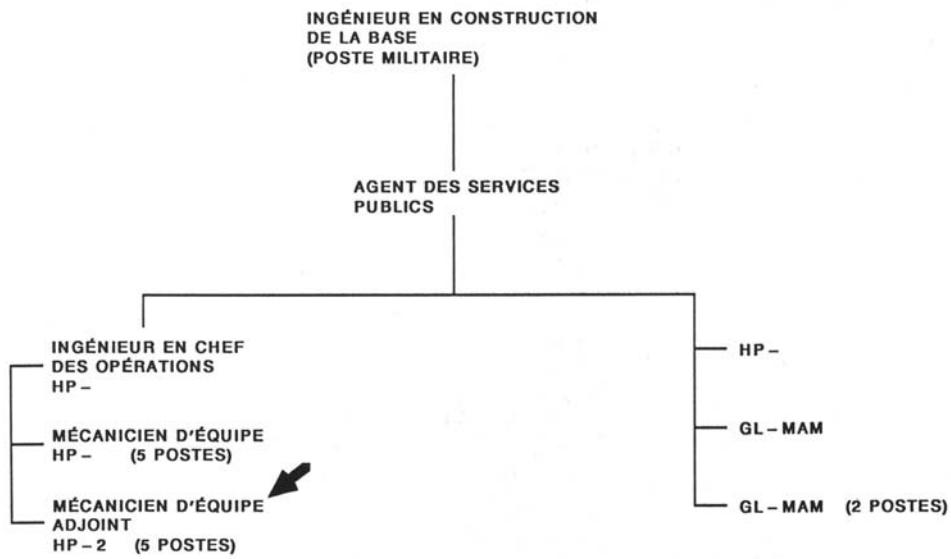 INGÉNIEUR EN CONSTRUCTION
DE LA BASE
(POSTE MILITAIRE)
AGENT DES SERVICES
PUBLICS
INGÉNIEUR EN CHEF
DES OPÉRATIONS
HP–
MÉCANICIEN D'ÉQUIPE
HP– (5 POSTES)
MÉCANICIEN D'ÉQUIPE
ADJOINT
HP–2 (5 POSTES)
HP–
GL–MAM
GL–MAM (2 POSTES)